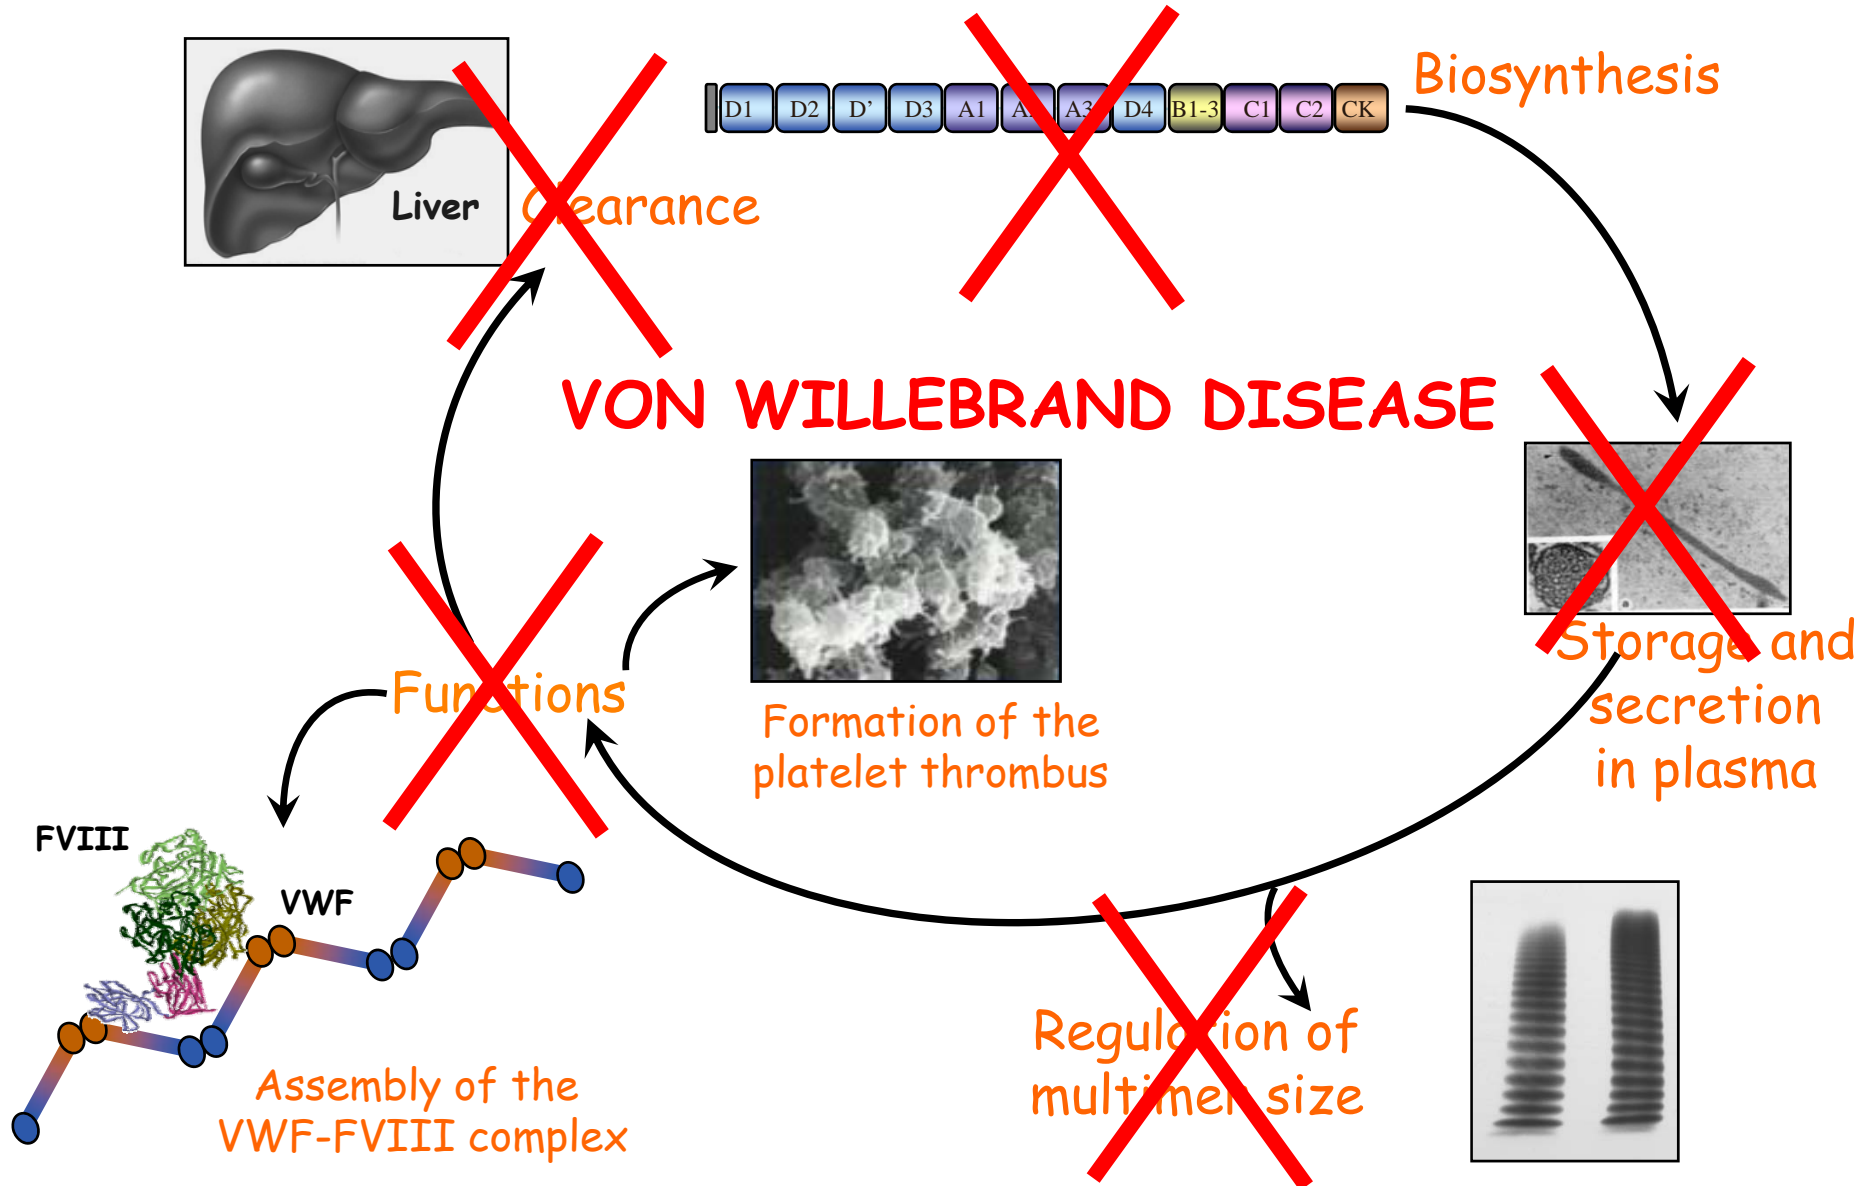 D1 D2 D' D3 A1 A2 A3 D4 B1-3 C1 C2 CK
Biosynthesis
Liver
Clearance
VON WILLEBRAND DISEASE
Storage and
secretion
in plasma
Functions
Formation of the
platelet thrombus
FVIII
VWF
Regulation of
multimer size
Assembly of the
VWF-FVIII complex